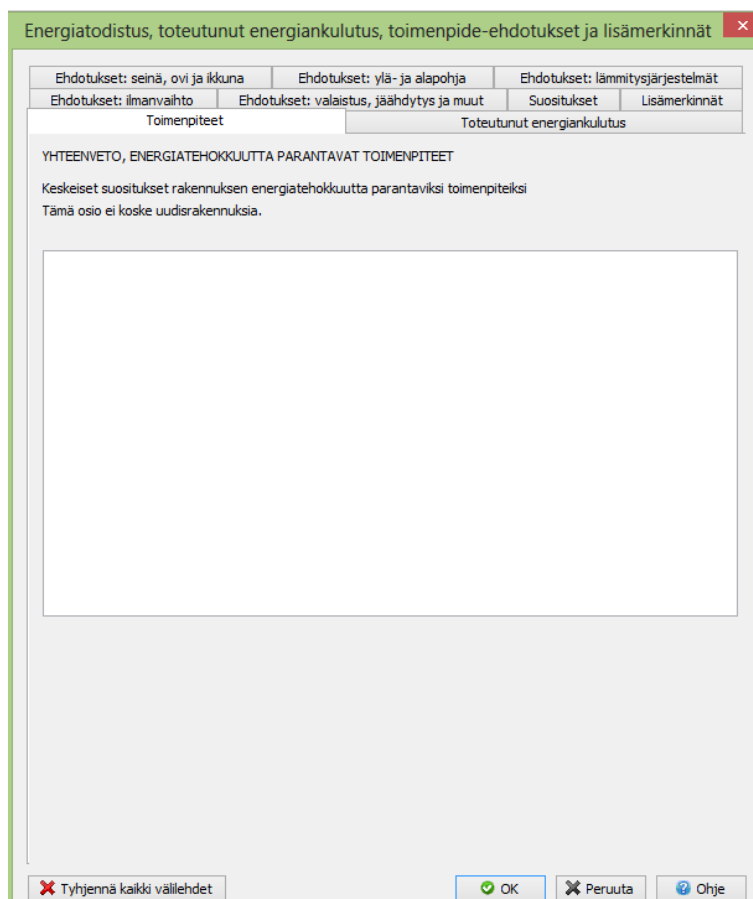 Energiatodistus, toteutunut energiankulutus, toimenpide-ehdotukset ja lisämerkinnät
Ehdotukset: seinä, ovi ja ikkuna
Ehdotukset: ylä- ja alapohja
Ehdotukset: lämmitysjärjestelmät
Ehdotukset: ilmanvaihto
Ehdotukset: valaistus, jäähdytys ja muut
Suositukset
Lisämerkinnät
Toimenpiteet
Toteutunut energiankulutus
YHTEENVETO, ENERGIATEHOKKUUTTA PARANTAVAT TOIMENPITEET
Keskeiset suositukset rakennuksen energiatehokkuutta parantaviksi toimenpiteiksi
Tämä osio ei koske uudisrakennuksia.
Tyhjennä kaikki välilehdet
OK
Peruuta
Ohje